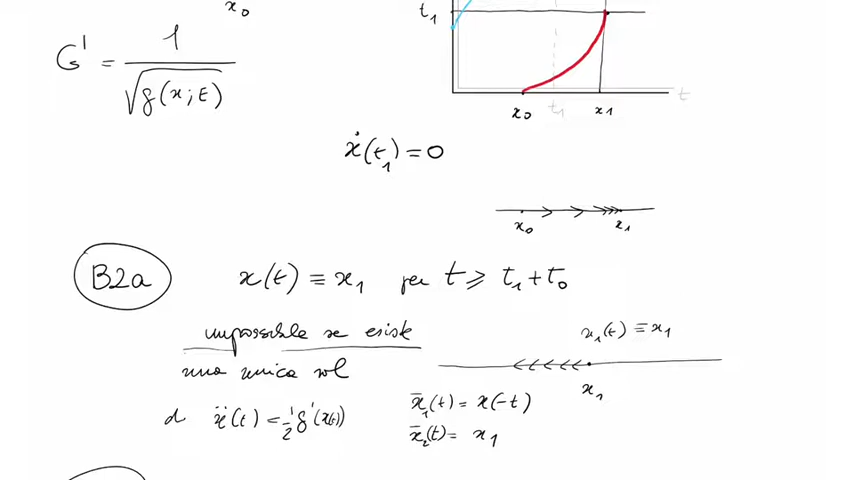 x₀
G' = 1 / √g(x;E)
t₁
t
x₀ t₁ x₁
ẋ(t₁) = 0
x₀ x₁
B2a x(t) ≡ x₁ per t ⩾ t₁ + t₀
impossibile se esiste
una unica sol
d ẍ(t) = ½ g'(x(t))
x₁(t) ≡ x₁
x₁
x̄₁(t) = x(-t)
x̄₂(t) = x₁